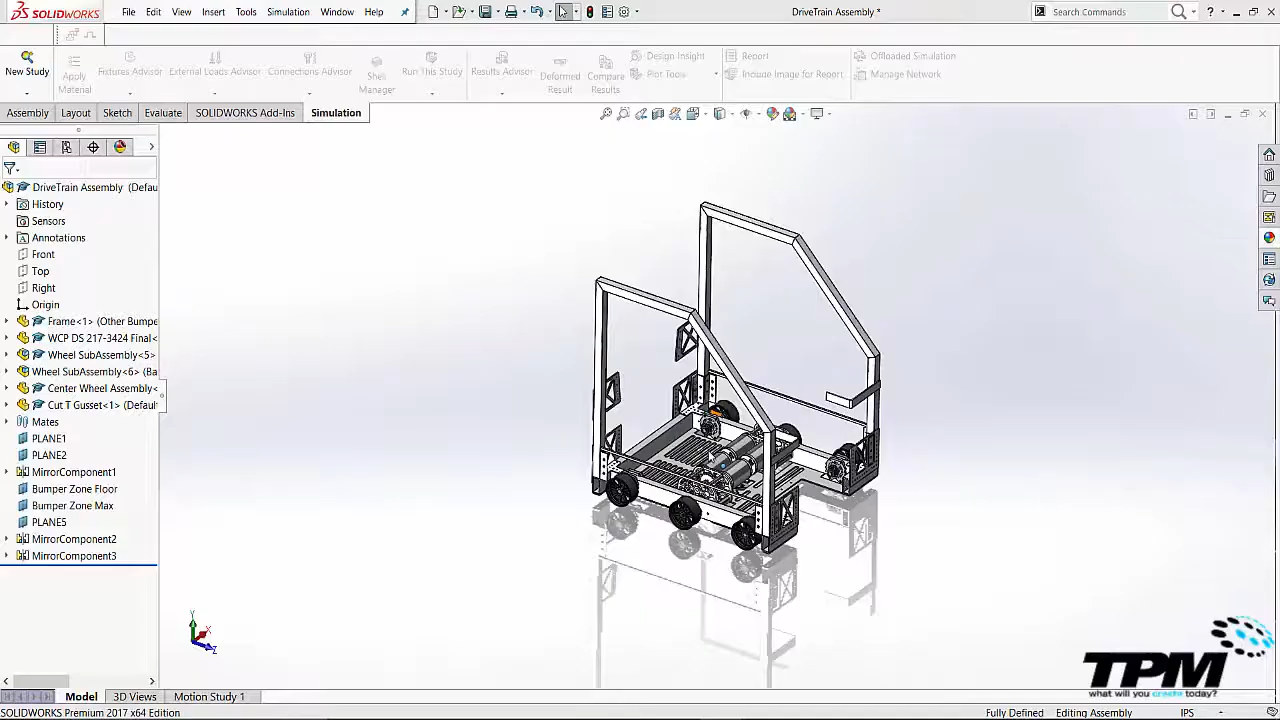 SOLIDWORKS File Edit View Insert Tools Simulation Window Help DriveTrain Assembly * Search Commands ?
New Study
Apply Material
Fixtures Advisor
External Loads Advisor
Connections Advisor
Shell Manager
Run This Study
Results Advisor
Deformed Result
Compare Results
Design Insight
Plot Tools
Report
Include Image for Report
Offloaded Simulation
Manage Network
Assembly Layout Sketch Evaluate SOLIDWORKS Add-Ins Simulation
DriveTrain Assembly (Defau
History
Sensors
Annotations
Front
Top
Right
Origin
Frame<1> (Other Bumpe
WCP DS 217-3424 Final<
Wheel SubAssembly<5>
Wheel SubAssembly<6> (Ba
Center Wheel Assembly<
Cut T Gusset<1> (Default
Mates
PLANE1
PLANE2
MirrorComponent1
Bumper Zone Floor
Bumper Zone Max
PLANE5
MirrorComponent2
MirrorComponent3
Y
X
Z
TPM
what will you create today?
Model 3D Views Motion Study 1
SOLIDWORKS Premium 2017 x64 Edition Fully Defined Editing Assembly IPS